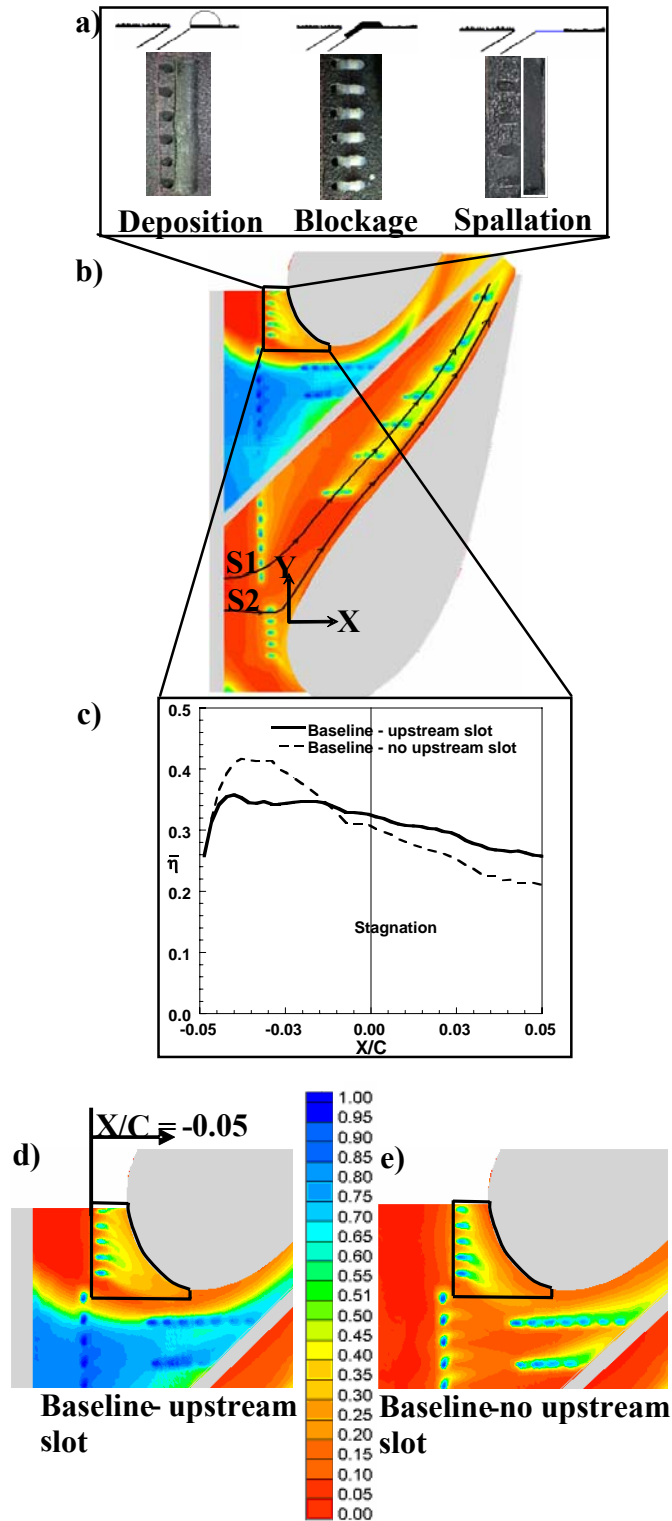 a)
Deposition Blockage Spallation
b)
S1
S2
Y
X
c)
0.5
0.4
0.3
0.2
0.1
0.0
η̄
Baseline - upstream slot
Baseline - no upstream slot
Stagnation
-0.05 -0.03 0.00 0.03 0.05
X/C
X/C = -0.05
d)
e)
1.00
0.95
0.90
0.85
0.80
0.75
0.70
0.65
0.60
0.55
0.51
0.50
0.45
0.40
0.35
0.30
0.25
0.20
0.15
0.10
0.05
0.00
Baseline- upstream
slot
Baseline-no upstream
slot